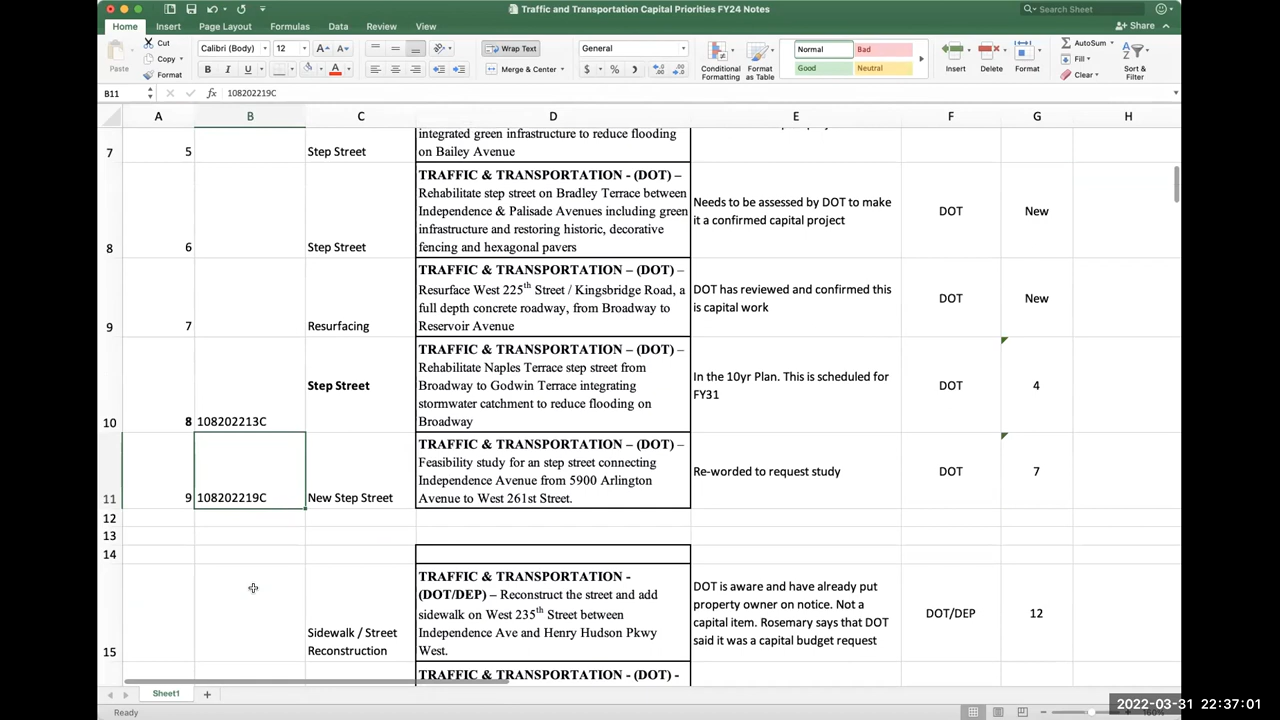 Traffic and Transportation Capital Priorities FY24 Notes
Search Sheet
Home Insert Page Layout Formulas Data Review View
Share
Paste
Cut
Copy
Format
Calibri (Body) 12
B I U
Wrap Text
Merge & Center
General
$ % )
Conditional
Formatting
Format
as Table
Normal Bad
Good Neutral
Insert Delete Format
AutoSum
Fill
Clear
Sort &
Filter
B11 fx 108202219C
A B C D E F G H
7 5 Step Street
integrated green infrastructure to reduce flooding
on Bailey Avenue
8 6 Step Street
TRAFFIC & TRANSPORTATION - (DOT) –
Rehabilitate step street on Bradley Terrace between
Independence & Palisade Avenues including green
infrastructure and restoring historic, decorative
fencing and hexagonal pavers
Needs to be assessed by DOT to make
it a confirmed capital project
DOT New
9 7 Resurfacing
TRAFFIC & TRANSPORTATION – (DOT) –
Resurface West 225th Street / Kingsbridge Road, a
full depth concrete roadway, from Broadway to
Reservoir Avenue
DOT has reviewed and confirmed this
is capital work
DOT New
10 8 108202213C Step Street
TRAFFIC & TRANSPORTATION – (DOT) –
Rehabilitate Naples Terrace step street from
Broadway to Godwin Terrace integrating
stormwater catchment to reduce flooding on
Broadway
In the 10yr Plan. This is scheduled for
FY31
DOT 4
11 9 108202219C New Step Street
TRAFFIC & TRANSPORTATION – (DOT) –
Feasibility study for an step street connecting
Independence Avenue from 5900 Arlington
Avenue to West 261st Street.
Re-worded to request study
DOT 7
12
13
14
15
Sidewalk / Street
Reconstruction
TRAFFIC & TRANSPORTATION -
(DOT/DEP) – Reconstruct the street and add
sidewalk on West 235th Street between
Independence Ave and Henry Hudson Pkwy
West.
DOT is aware and have already put
property owner on notice. Not a
capital item. Rosemary says that DOT
said it was a capital budget request
DOT/DEP 12
TRAFFIC & TRANSPORTATION - (DOT) -
Sheet1 +
Ready
2022-03-31 22:37:01